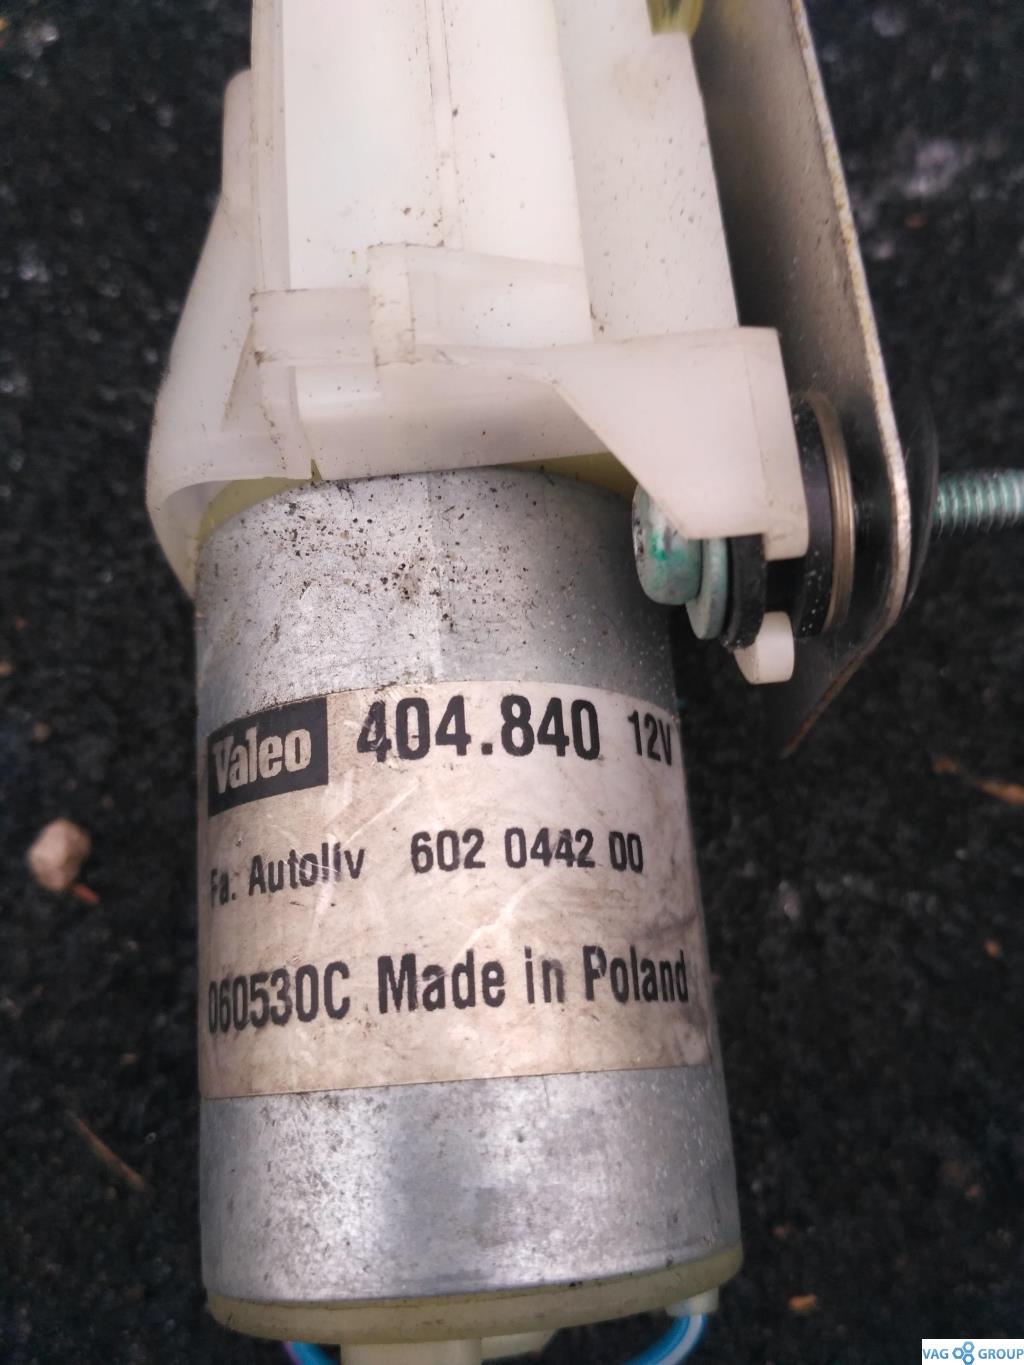 Valeo 404.840 12V
Fa. Autoliv 602 0442 00
060530C Made in Poland
VAG GROUP